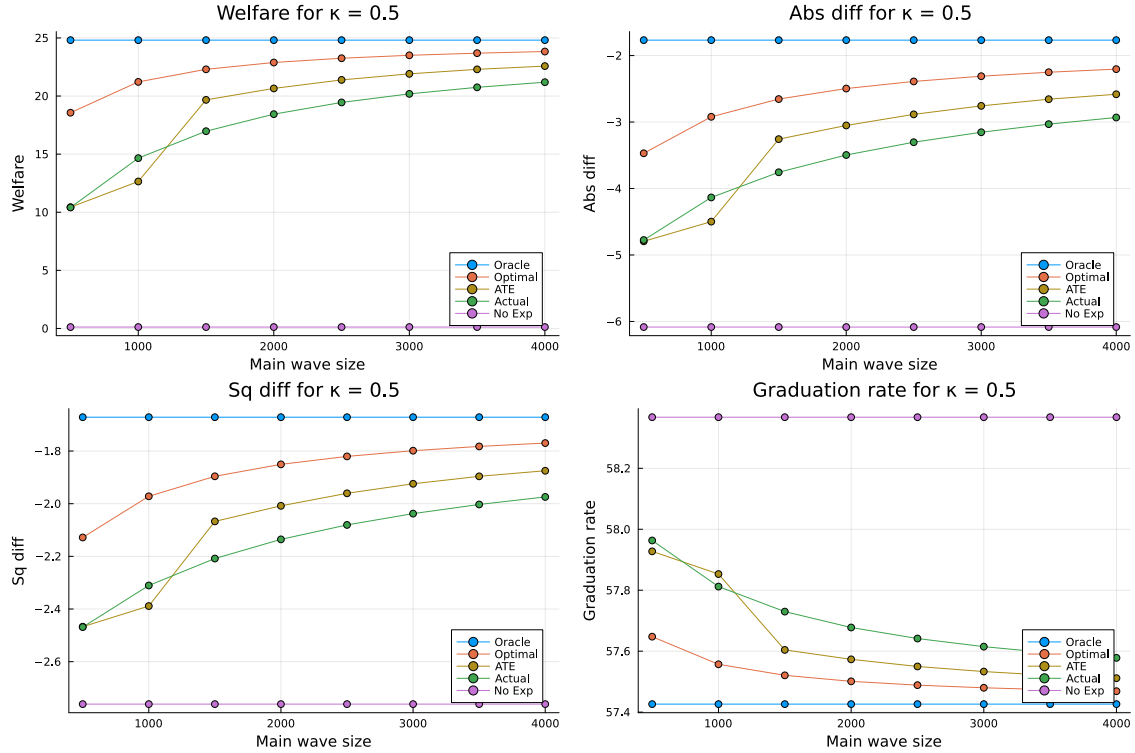 Welfare for κ = 0.5
Welfare
25
20
15
10
5
0
1000
2000
3000
4000
Main wave size
Oracle
Optimal
ATE
Actual
No Exp
Abs diff for κ = 0.5
Abs diff
−2
−3
−4
−5
−6
1000
2000
3000
4000
Main wave size
Oracle
Optimal
ATE
Actual
No Exp
Sq diff for κ = 0.5
Sq diff
−1.8
−2.0
−2.2
−2.4
−2.6
1000
2000
3000
4000
Main wave size
Oracle
Optimal
ATE
Actual
No Exp
Graduation rate for κ = 0.5
Graduation rate
58.2
58.0
57.8
57.6
57.4
1000
2000
3000
4000
Main wave size
Oracle
Optimal
ATE
Actual
No Exp